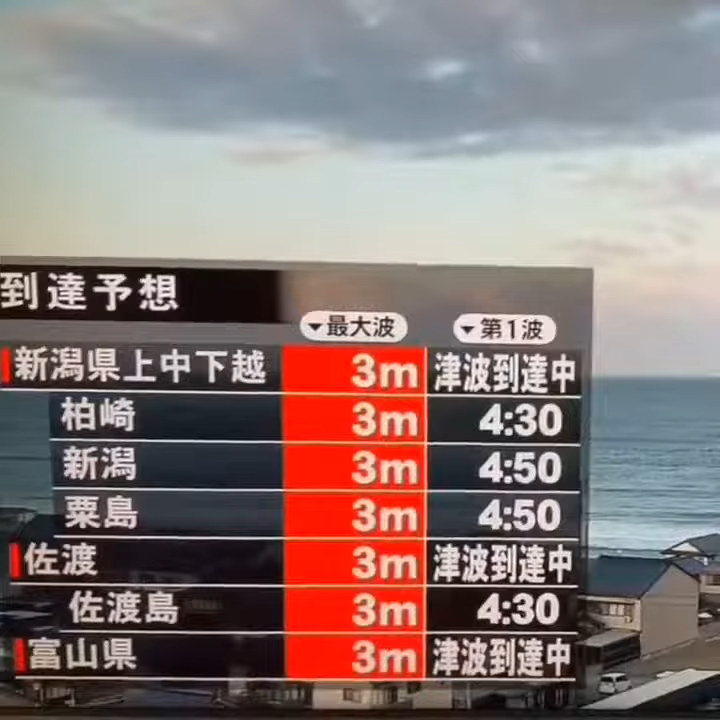 到達予想
▼最大波 ▼第1波
新潟県上中下越 3m 津波到達中
柏崎 3m 4:30
新潟 3m 4:50
粟島 3m 4:50
佐渡 3m 津波到達中
佐渡島 3m 4:30
富山県 3m 津波到達中